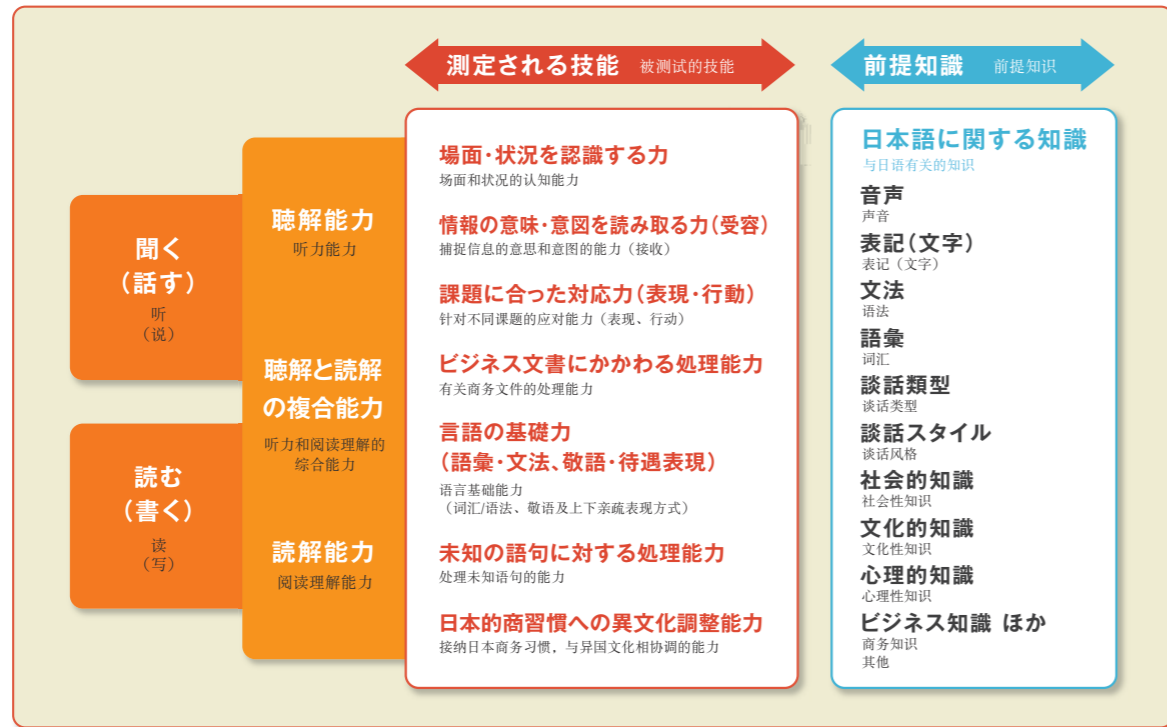 測定される技能 被测试的技能
前提知識 前提知识
聞く
（話す）
听
（说）
読む
（書く）
读
（写）
聴解能力
听力能力
聴解と読解
の複合能力
听力和阅读理解的
综合能力
読解能力
阅读理解能力
場面・状況を認識する力
场面和状况的认知能力
情報の意味・意図を読み取る力（受容）
捕捉信息的意思和意图的能力（接收）
課題に合った対応力（表現・行動）
针对不同课题的应对能力（表现、行动）
ビジネス文書にかかわる処理能力
有关商务文件的处理能力
言語の基礎力
（語彙・文法、敬語・待遇表現）
语言基础能力
（词汇/语法、敬语及上下亲疏表现方式）
未知の語句に対する処理能力
处理未知语句的能力
日本的商習慣への異文化調整能力
接纳日本商务习惯，与异国文化相协调的能力
日本語に関する知識
与日语有关的知识
音声
声音
表記（文字）
表记（文字）
文法
语法
語彙
词汇
談話類型
谈话类型
談話スタイル
谈话风格
社会的知識
社会性知识
文化的知識
文化性知识
心理的知識
心理性知识
ビジネス知識 ほか
商务知识
其他